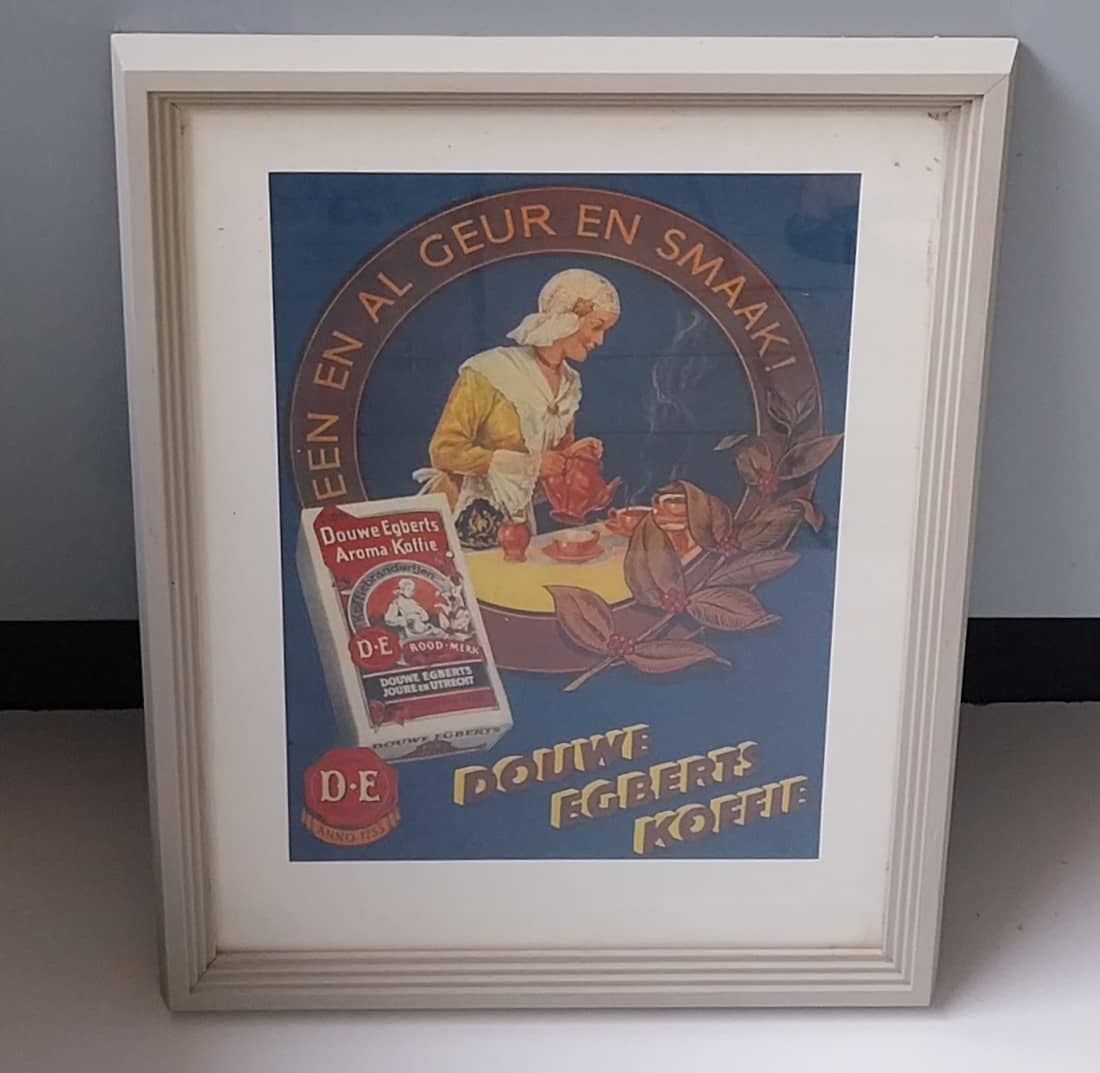 EEN EN AL GEUR EN SMAAK!
Douwe Egberts
Aroma Koffie
Koffiebranderijen
D·E ROOD·MERK
DOUWE EGBERTS
JOURE EN UTRECHT
DOUWE EGBERTS
D·E
ANNO 1753
DOUWE
EGBERTS
KOFFIE